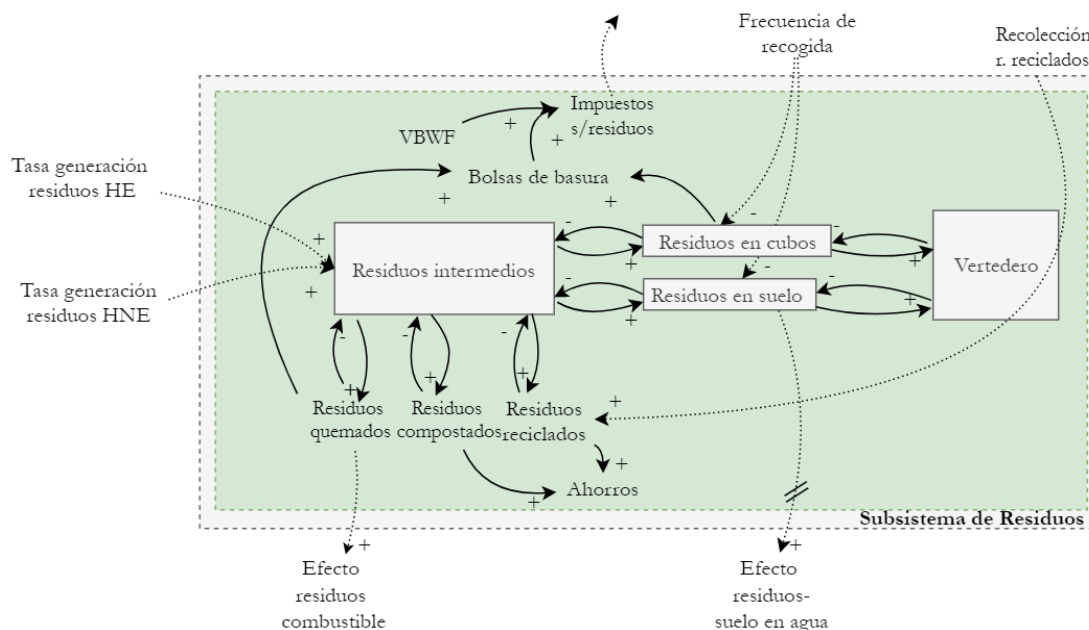 Frecuencia de
recogida
Recolección
r. reciclados
Impuestos
s/residuos
+
VBWF
+
Tasa generación
residuos HE
Bolsas de basura
+
+
-
+
-
Residuos en cubos
-
+
+
Residuos intermedios
Vertedero
Tasa generación
residuos HNE
+
-
-
Residuos en suelo
-
+
+
-
-
-
+
+
+
+
Residuos
quemados
Residuos
compostados
Residuos
reciclados
+
+
Ahorros
Subsistema de Residuos
+
Efecto
residuos
combustible
+
Efecto
residuos-
suelo en agua